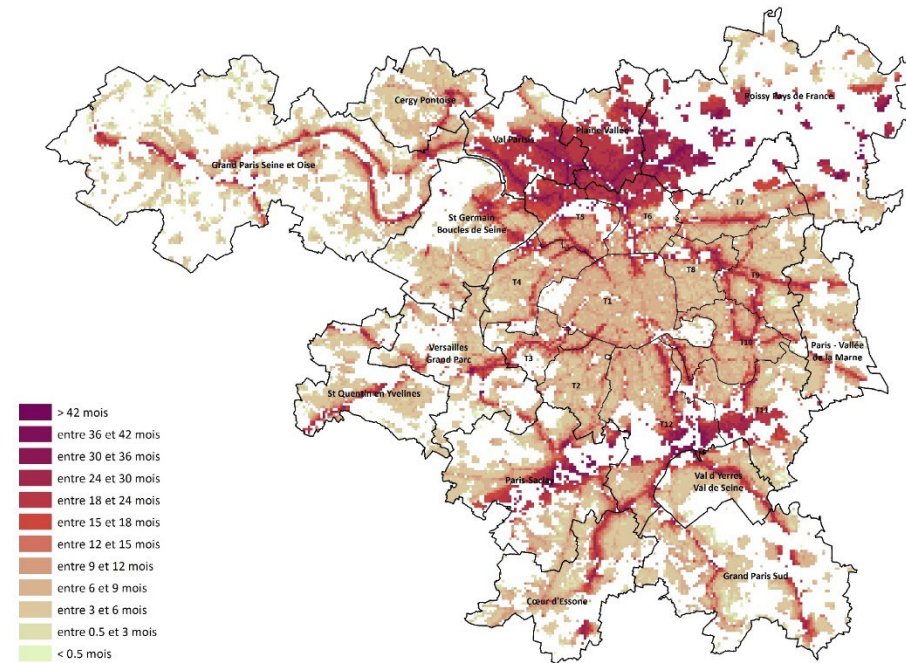 Cergy Pontoise
Roissy Pays de France
Plaine Vallée
Val Parisis
Grand Paris Seine et Oise
T7
St Germain
Boucles de Seine
T5
T6
T8
T9
T4
T1
Versailles
Grand Parc
T3
T10
Paris - Vallée
de la Marne
T2
St Quentin en Yvelines
T11
T12
Paris-Saclay
Val d'Yerres
Val de Seine
Grand Paris Sud
Cœur d'Essone
> 42 mois
entre 36 et 42 mois
entre 30 et 36 mois
entre 24 et 30 mois
entre 18 et 24 mois
entre 15 et 18 mois
entre 12 et 15 mois
entre 9 et 12 mois
entre 6 et 9 mois
entre 3 et 6 mois
entre 0.5 et 3 mois
< 0.5 mois